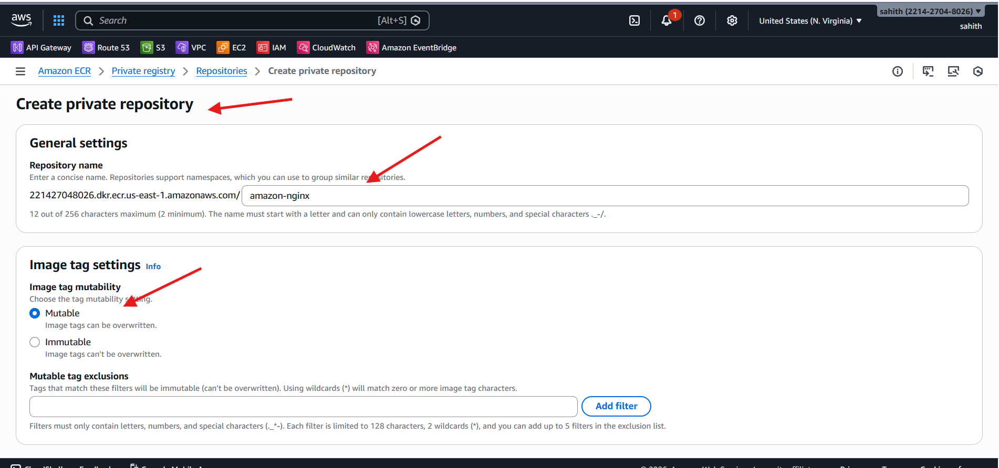 aws
Search [Alt+S]
1
United States (N. Virginia) ▼
sahith (2214-2704-8026) ▼
sahith
API Gateway Route 53 S3 VPC EC2 IAM CloudWatch Amazon EventBridge
Amazon ECR > Private registry > Repositories > Create private repository
Create private repository
General settings
Repository name
Enter a concise name. Repositories support namespaces, which you can use to group similar repositories.
221427048026.dkr.ecr.us-east-1.amazonaws.com/ amazon-nginx
12 out of 256 characters maximum (2 minimum). The name must start with a letter and can only contain lowercase letters, numbers, and special characters ._-/.
Image tag settings Info
Image tag mutability
Choose the tag mutability setting.
Mutable
Image tags can be overwritten.
Immutable
Image tags can't be overwritten.
Mutable tag exclusions
Tags that match these filters will be immutable (can't be overwritten). Using wildcards (*) will match zero or more image tag characters.
Add filter
Filters must only contain letters, numbers, and special characters (._*-). Each filter is limited to 128 characters, 2 wildcards (*), and you can add up to 5 filters in the exclusion list.